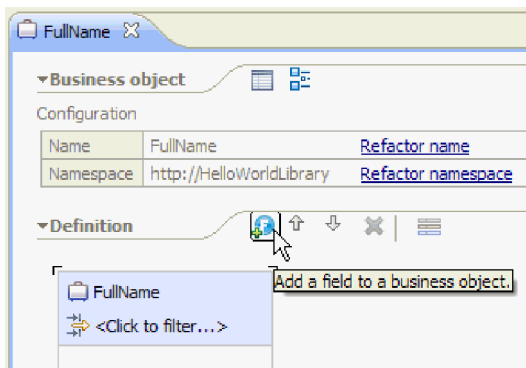 FullName
Business object
Configuration
Name FullName Refactor name
Namespace http://HelloWorldLibrary Refactor namespace
Definition
Add a field to a business object.
FullName
<Click to filter...>